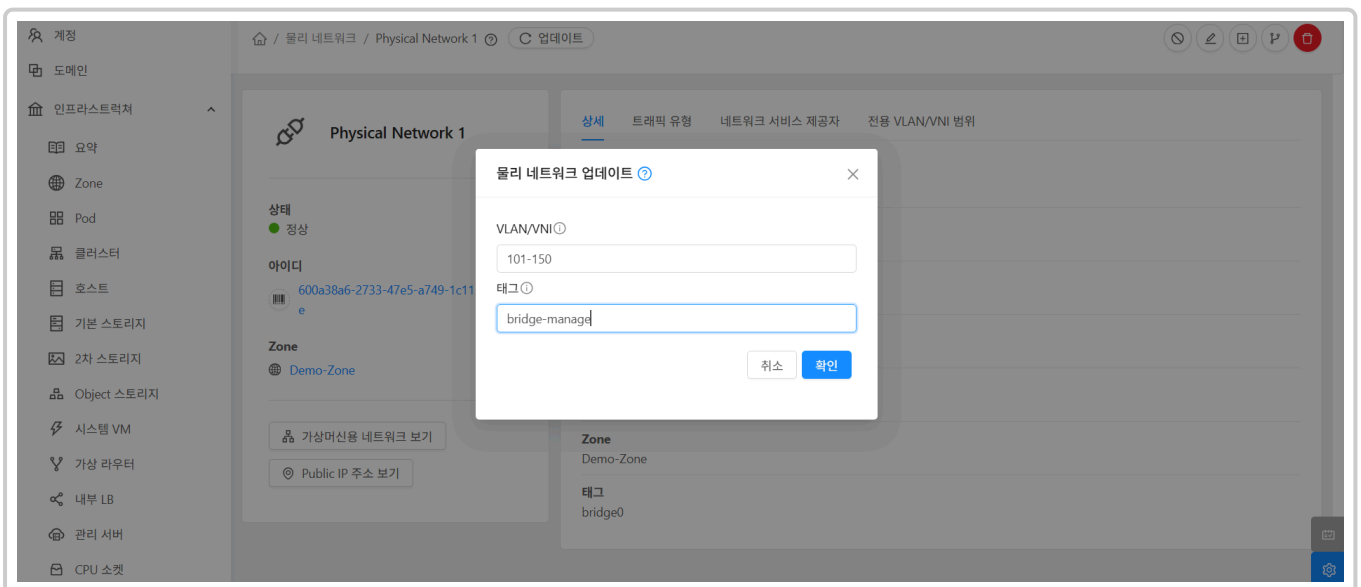 계정
도메인
인프라스트럭쳐
요약
Zone
Pod
클러스터
호스트
기본 스토리지
2차 스토리지
Object 스토리지
시스템 VM
가상 라우터
내부 LB
관리 서버
CPU 소켓
/ 물리 네트워크 / Physical Network 1 업데이트
Physical Network 1
상태
정상
아이디
600a38a6-2733-47e5-a749-1c11
e
Zone
Demo-Zone
가상머신용 네트워크 보기
Public IP 주소 보기
상세 트래픽 유형 네트워크 서비스 제공자 전용 VLAN/VNI 범위
물리 네트워크 업데이트
VLAN/VNI
101-150
태그
bridge-manage
취소 확인
Zone
Demo-Zone
태그
bridge0